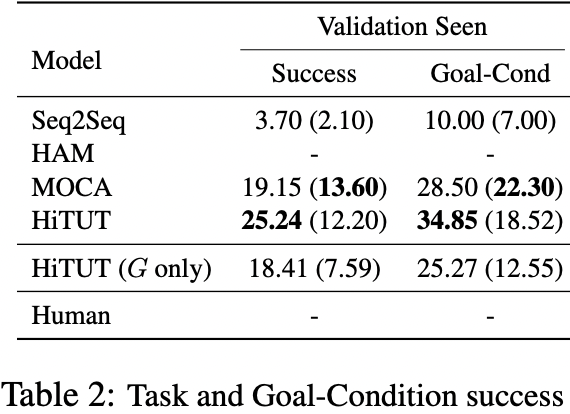 Validation Seen
Model
Success Goal-Cond
Seq2Seq 3.70 (2.10) 10.00 (7.00)
HAM - -
MOCA 19.15 (13.60) 28.50 (22.30)
HiTUT 25.24 (12.20) 34.85 (18.52)
HiTUT (G only) 18.41 (7.59) 25.27 (12.55)
Human - -
Table 2: Task and Goal-Condition success